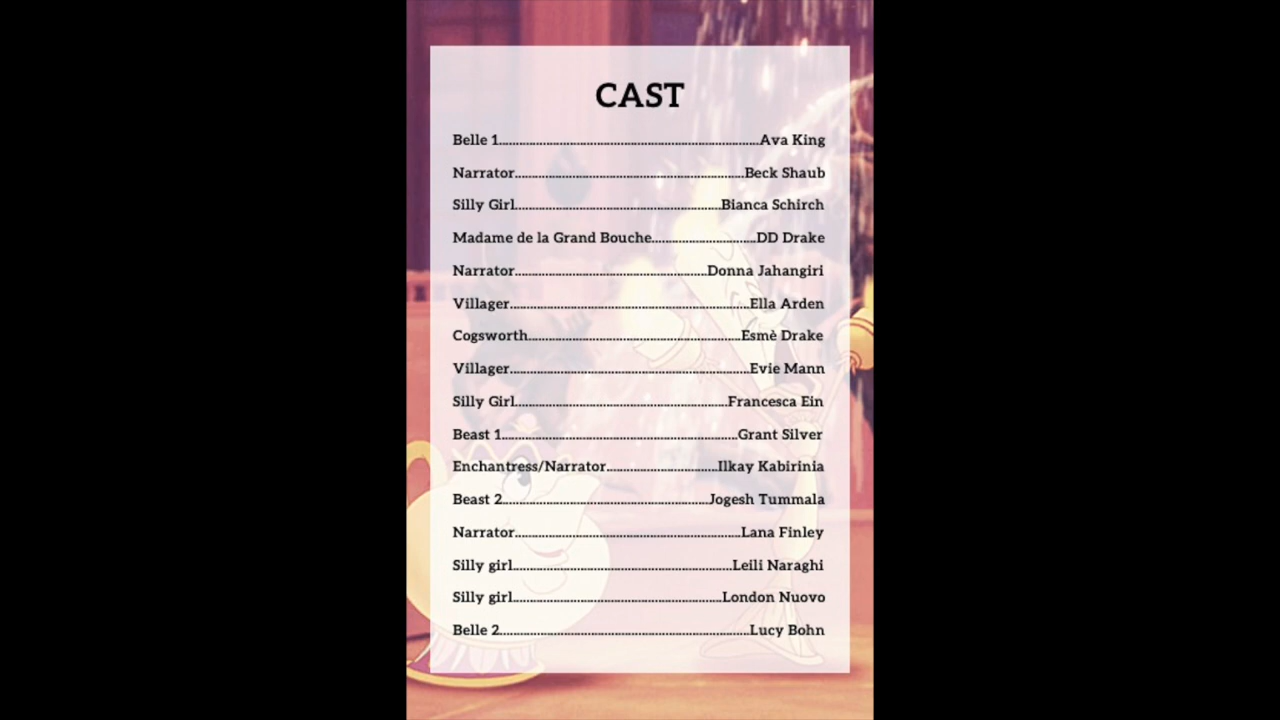 CAST
Belle 1..........Ava King
Narrator..........Beck Shaub
Silly Girl..........Bianca Schirch
Madame de la Grand Bouche..........DD Drake
Narrator..........Donna Jahangiri
Villager..........Ella Arden
Cogsworth..........Esmè Drake
Villager..........Evie Mann
Silly Girl..........Francesca Ein
Beast 1..........Grant Silver
Enchantress/Narrator..........Ilkay Kabirinia
Beast 2..........Jogesh Tummala
Narrator..........Lana Finley
Silly girl..........Leili Naraghi
Silly girl..........London Nuovo
Belle 2..........Lucy Bohn